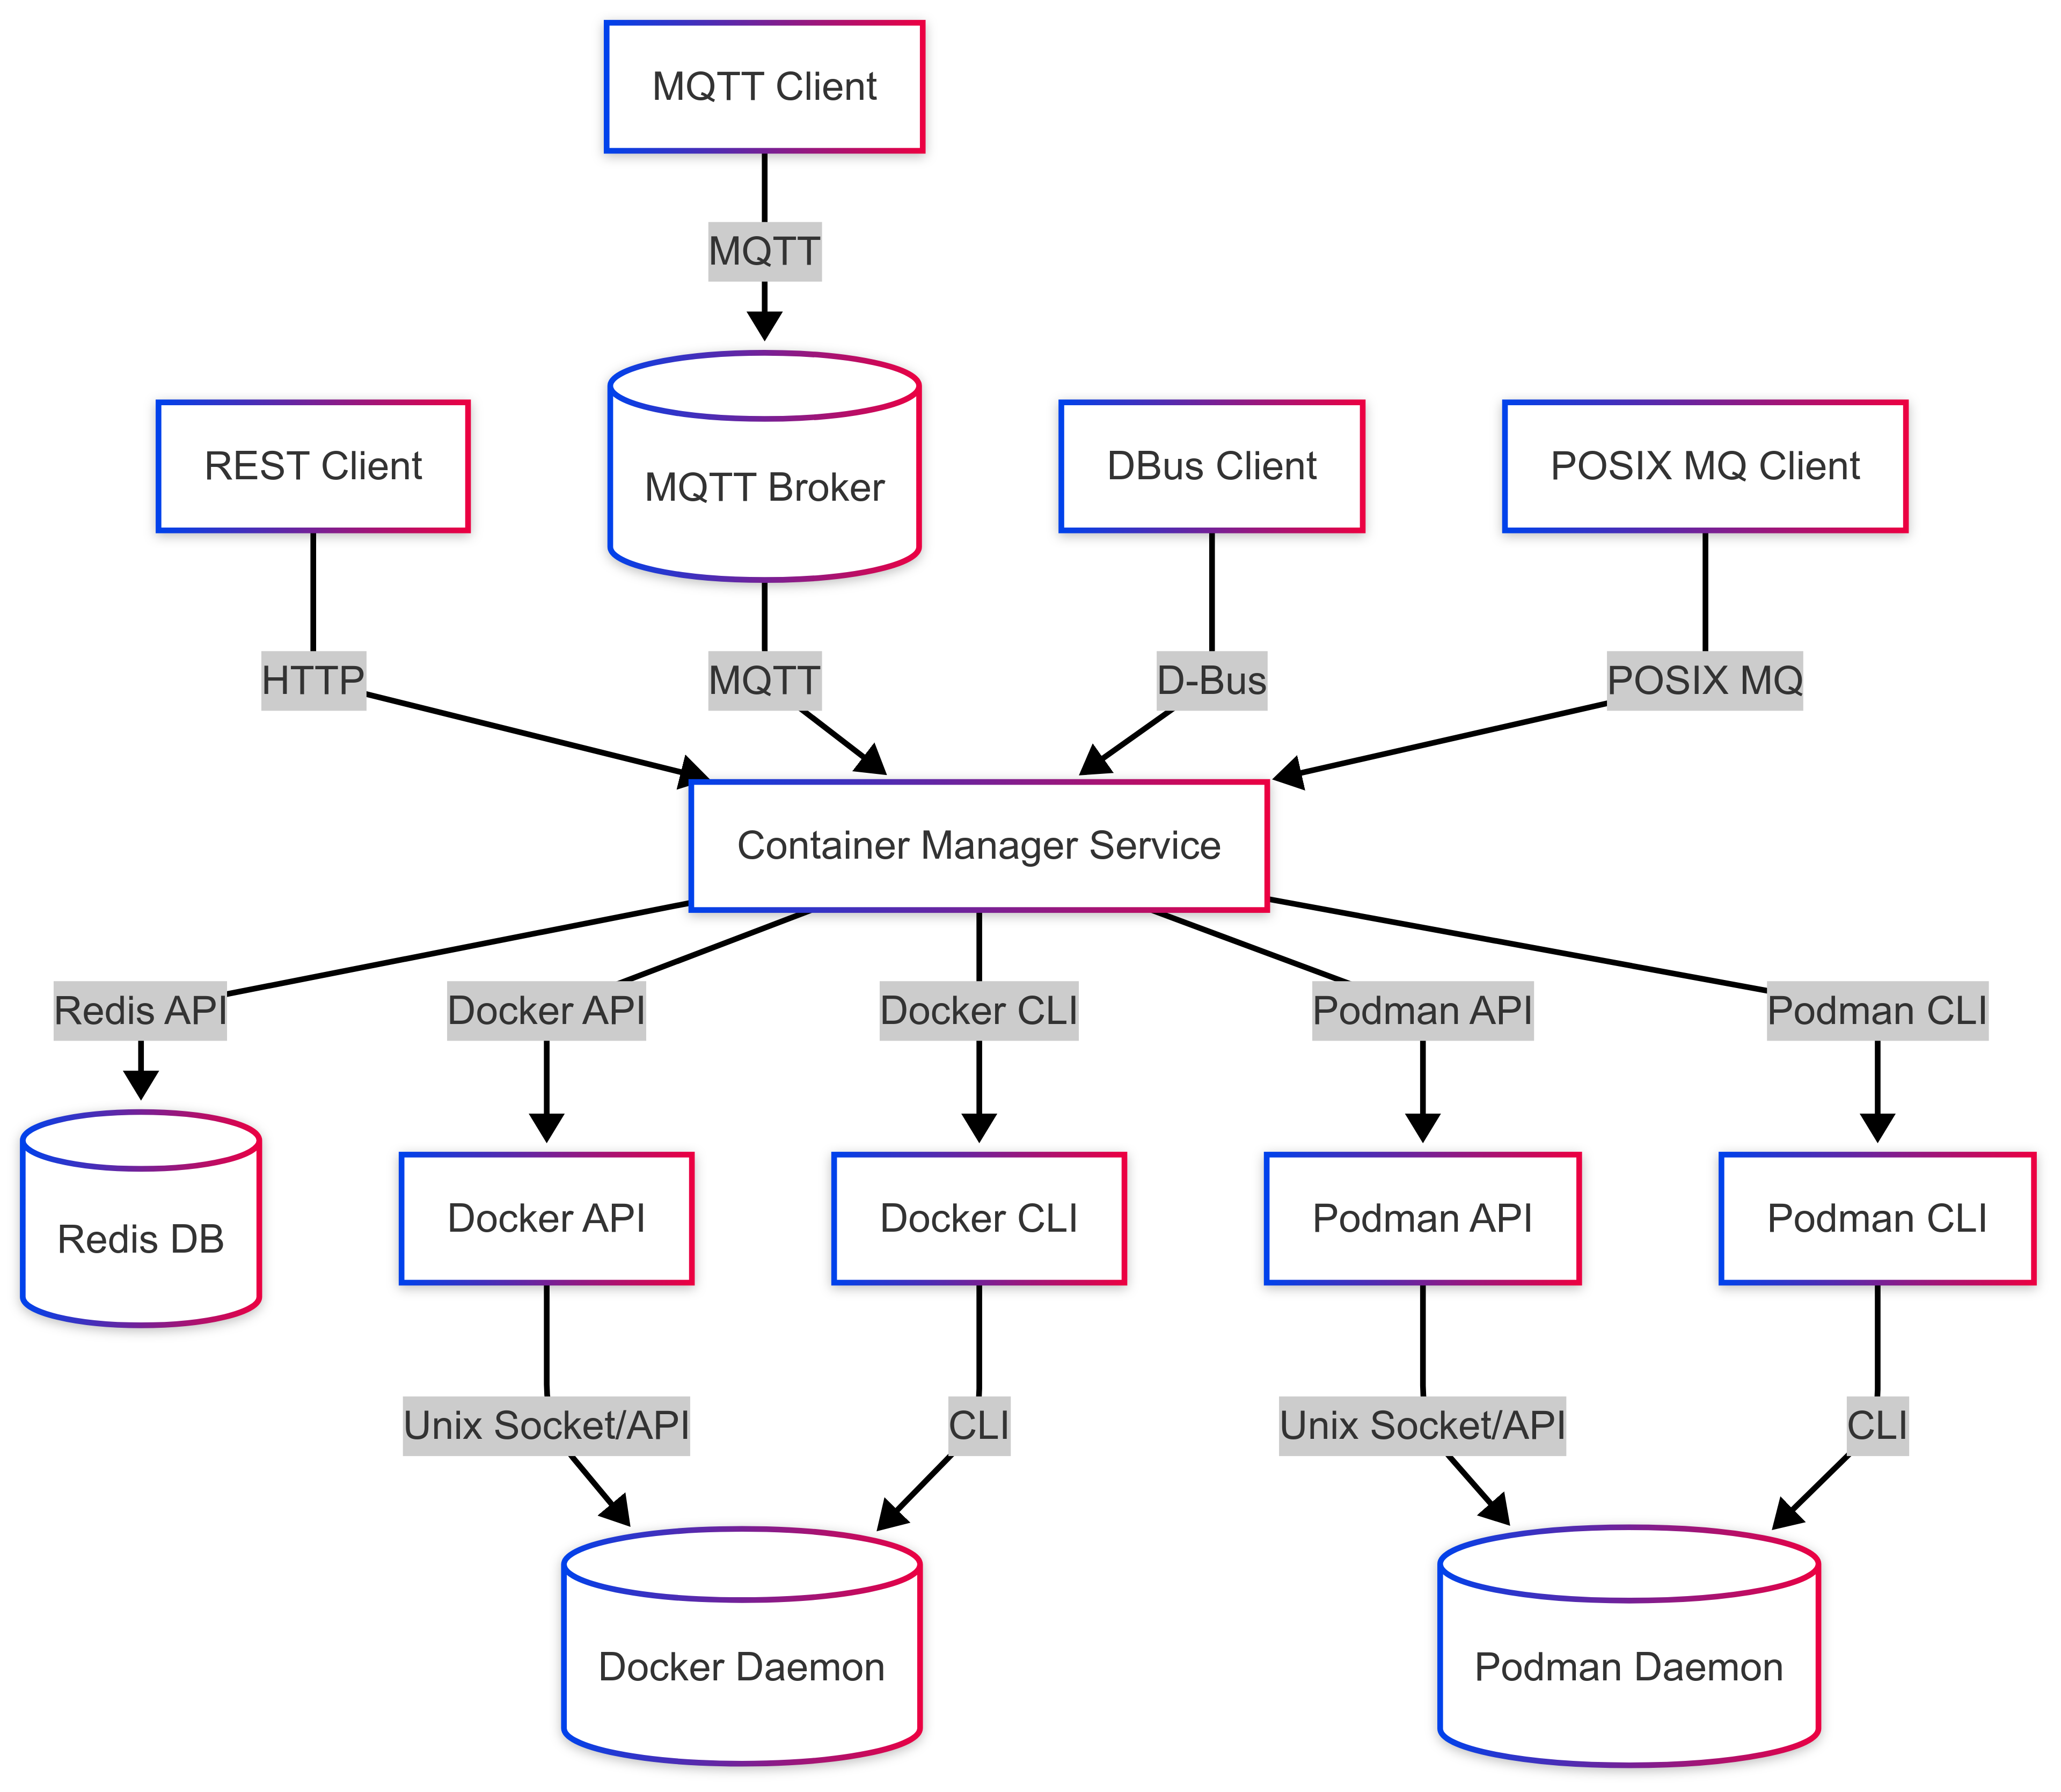 MQTT Client
MQTT
REST Client
MQTT Broker
DBus Client
POSIX MQ Client
HTTP
MQTT
D-Bus
POSIX MQ
Container Manager Service
Redis API
Docker API
Docker CLI
Podman API
Podman CLI
Redis DB
Docker API
Docker CLI
Podman API
Podman CLI
Unix Socket/API
CLI
Unix Socket/API
CLI
Docker Daemon
Podman Daemon